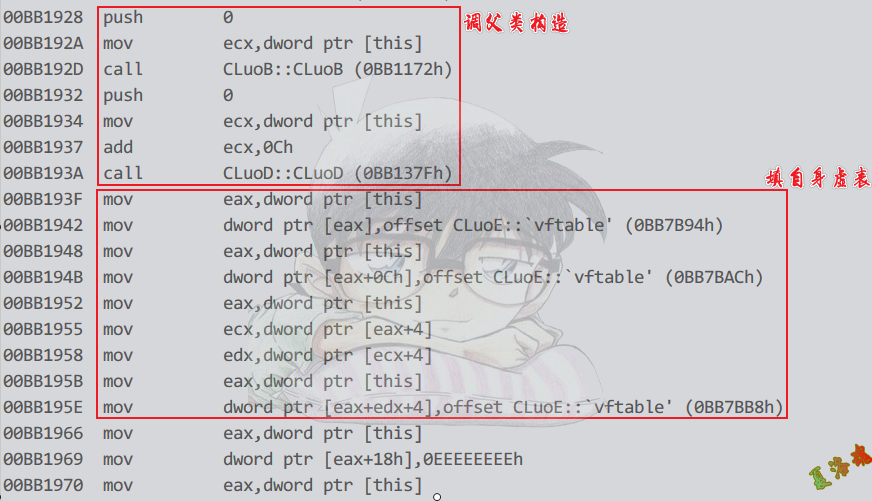 00BB1928 push 0
调父类构造
00BB192A mov ecx,dword ptr [this]
00BB192D call CLuoB::CLuoB (0BB1172h)
00BB1932 push 0
00BB1934 mov ecx,dword ptr [this]
00BB1937 add ecx,0Ch
00BB193A call CLuoD::CLuoD (0BB137Fh)
填自身虚表
00BB193F mov eax,dword ptr [this]
00BB1942 mov dword ptr [eax],offset CLuoE::`vftable' (0BB7B94h)
00BB1948 mov eax,dword ptr [this]
00BB194B mov dword ptr [eax+0Ch],offset CLuoE::`vftable' (0BB7BACh)
00BB1952 mov eax,dword ptr [this]
00BB1955 mov ecx,dword ptr [eax+4]
00BB1958 mov edx,dword ptr [ecx+4]
00BB195B mov eax,dword ptr [this]
00BB195E mov dword ptr [eax+edx+4],offset CLuoE::`vftable' (0BB7BB8h)
00BB1966 mov eax,dword ptr [this]
00BB1969 mov dword ptr [eax+18h],0EEEEEEEEh
00BB1970 mov eax,dword ptr [this]